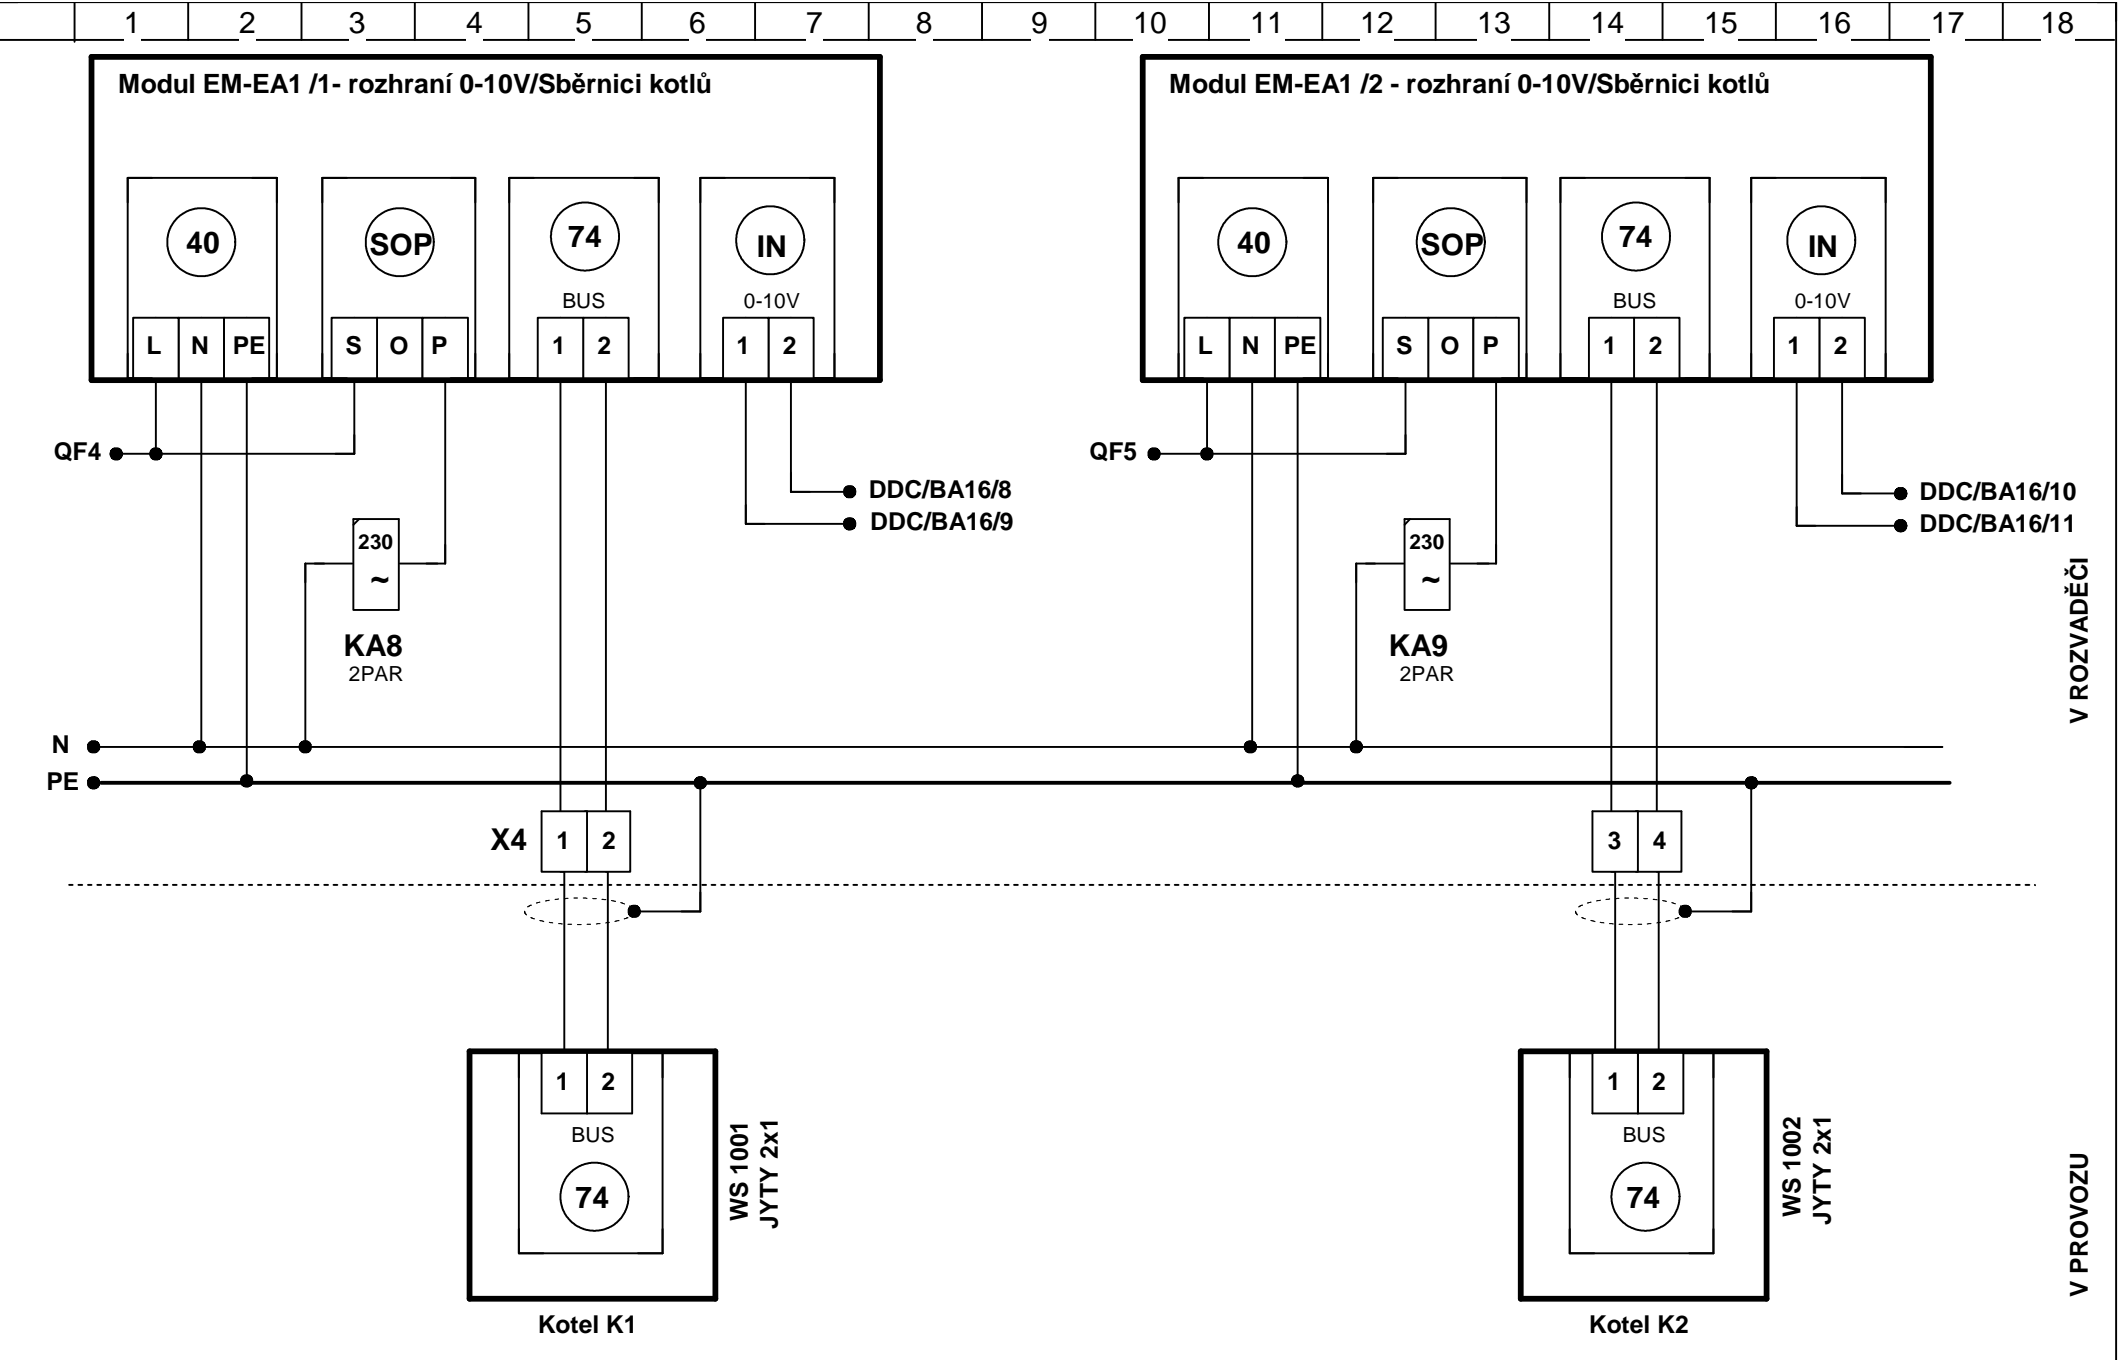 1 2 3 4 5 6 7 8 9 10 11 12 13 14 15 16 17 18
Modul EM-EA1 /1- rozhraní 0-10V/Sběrnici kotlů
40 SOP 74 IN
BUS 0-10V
L N PE S O P 1 2 1 2
QF4
DDC/BA16/8
DDC/BA16/9
230
~
KA8
2PAR
Modul EM-EA1 /2 - rozhraní 0-10V/Sběrnici kotlů
40 SOP 74 IN
BUS 0-10V
L N PE S O P 1 2 1 2
QF5
DDC/BA16/10
DDC/BA16/11
230
~
KA9
2PAR
V ROZVADĚČI
N
PE
X4 1 2 3 4
1 2
BUS
74
WS 1001
JYTY 2x1
Kotel K1
1 2
BUS
74
WS 1002
JYTY 2x1
Kotel K2
V PROVOZU